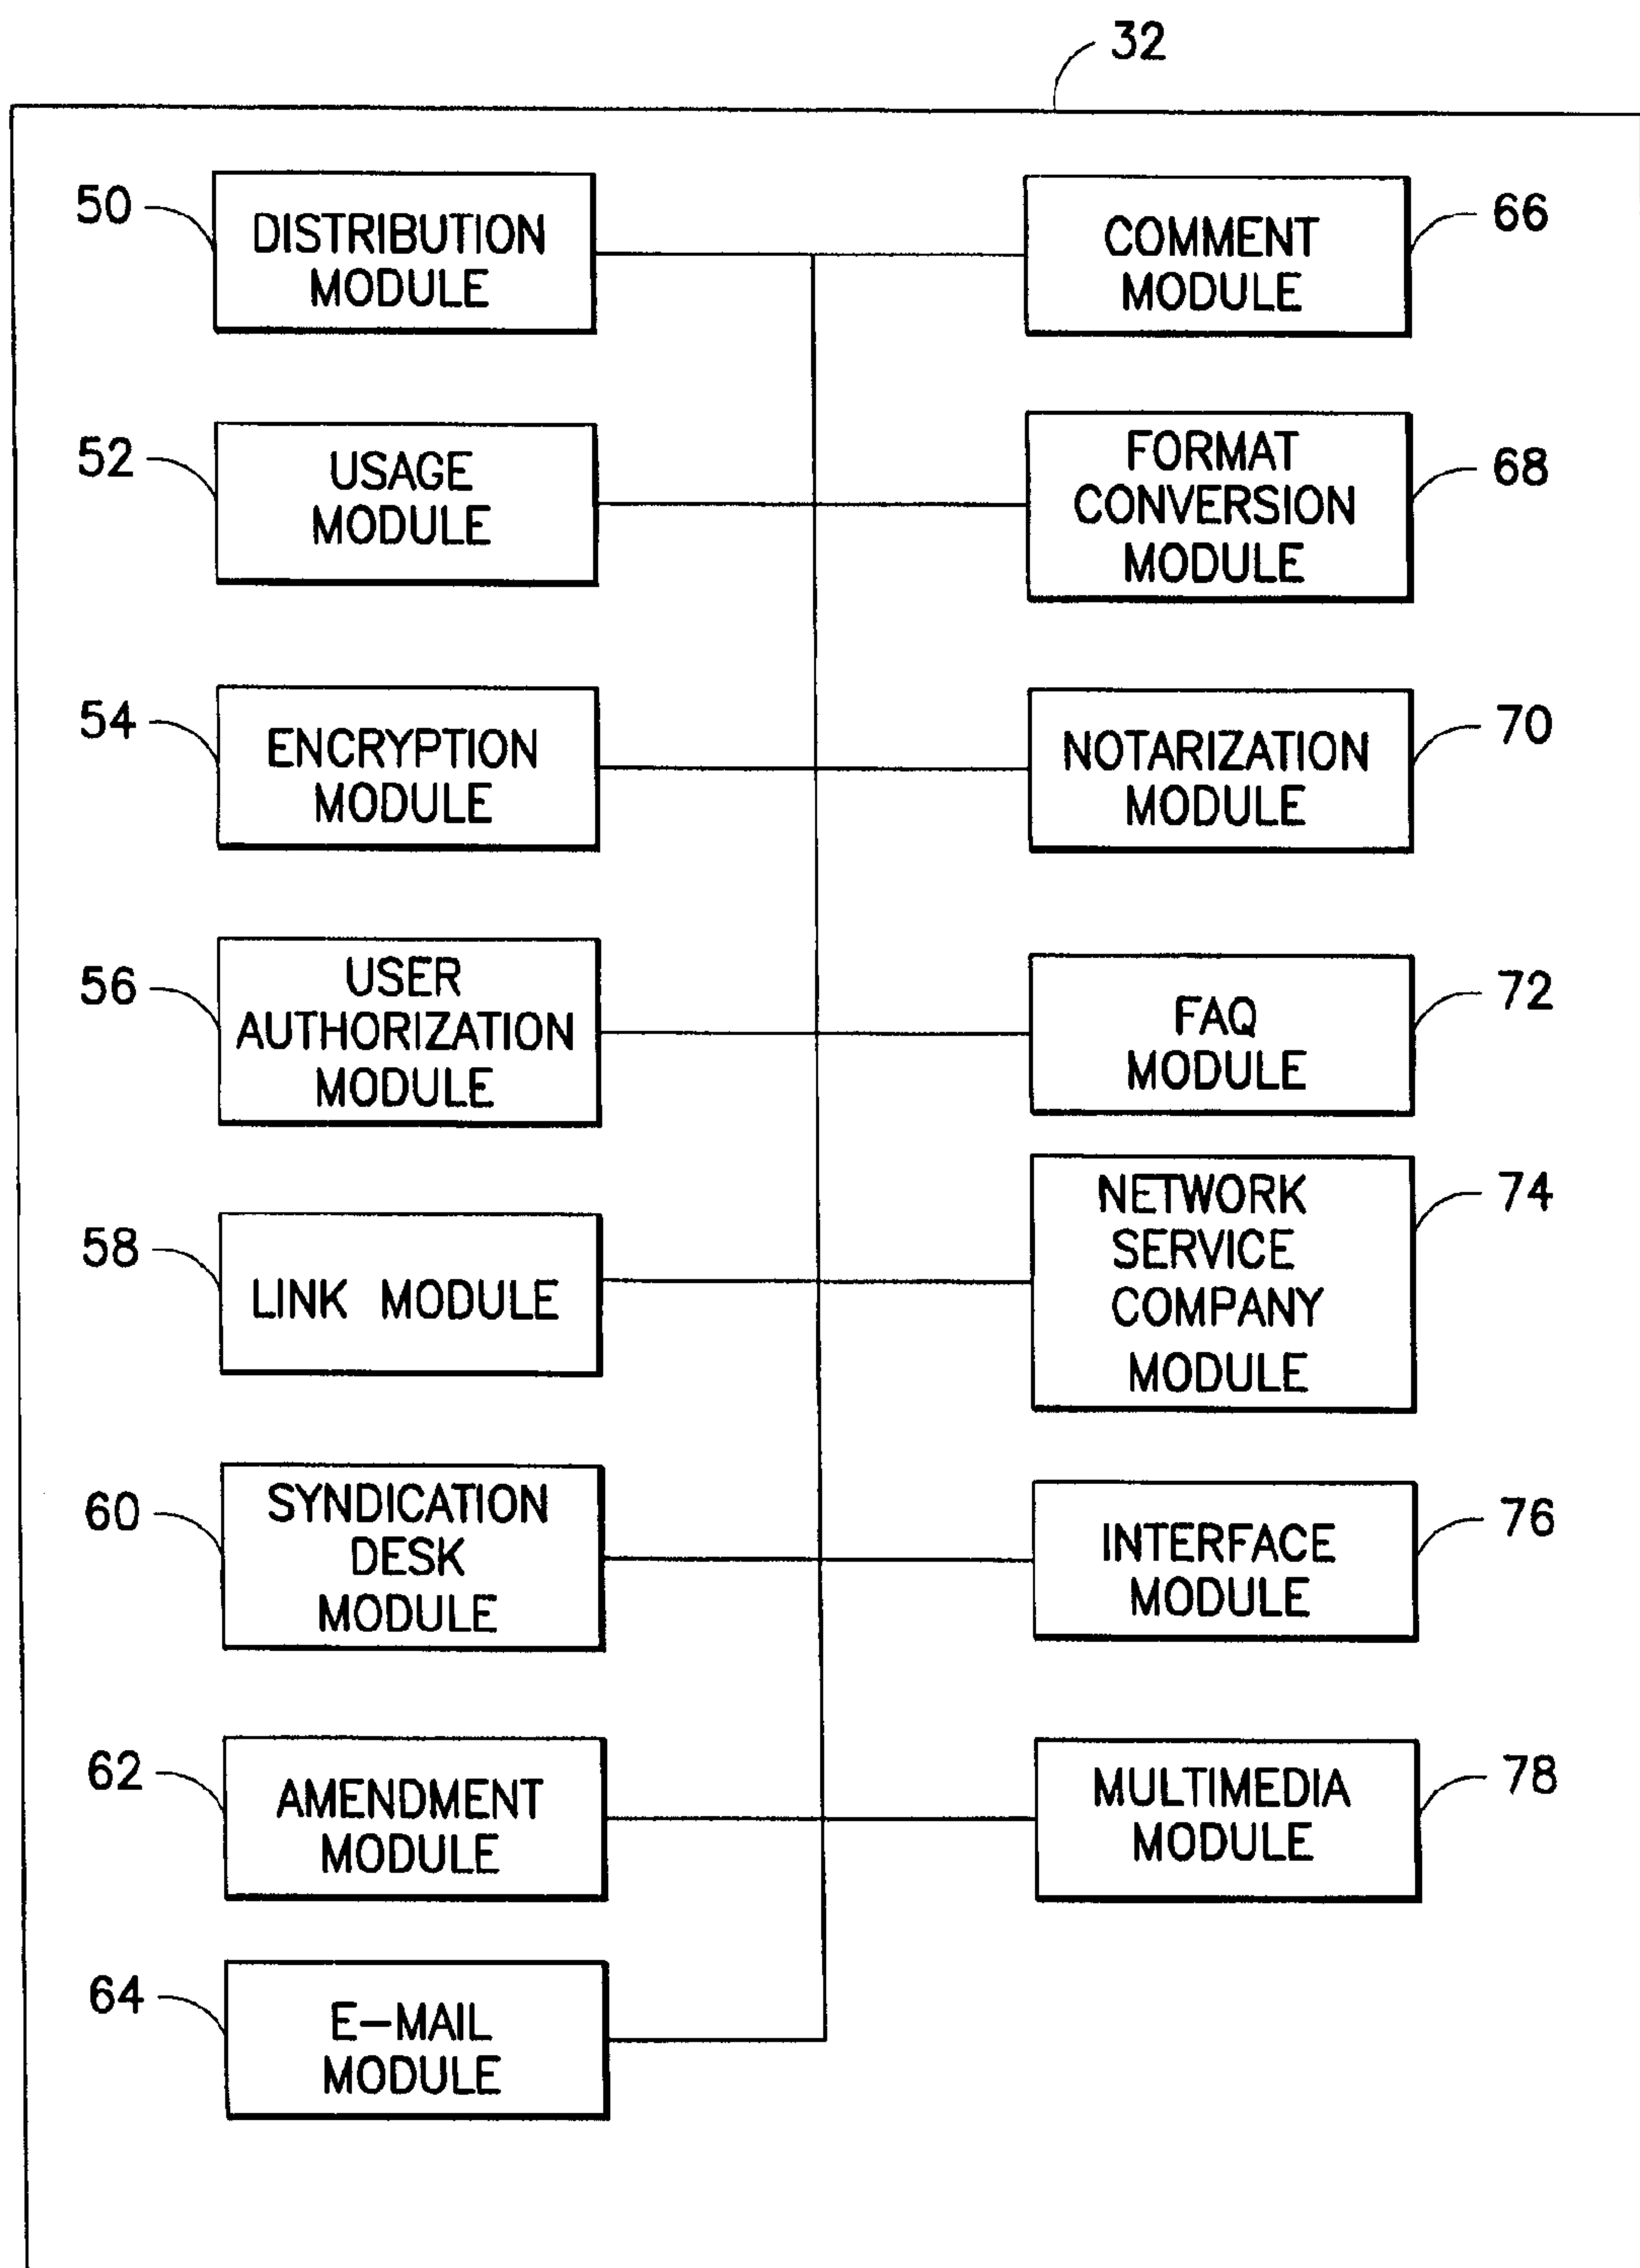 32
50
DISTRIBUTION
MODULE
66
COMMENT
MODULE
52
USAGE
MODULE
68
FORMAT
CONVERSION
MODULE
54
ENCRYPTION
MODULE
70
NOTARIZATION
MODULE
56
USER
AUTHORIZATION
MODULE
72
FAQ
MODULE
58
LINK MODULE
74
NETWORK
SERVICE
COMPANY
MODULE
60
SYNDICATION
DESK
MODULE
76
INTERFACE
MODULE
62
AMENDMENT
MODULE
78
MULTIMEDIA
MODULE
64
E-MAIL
MODULE